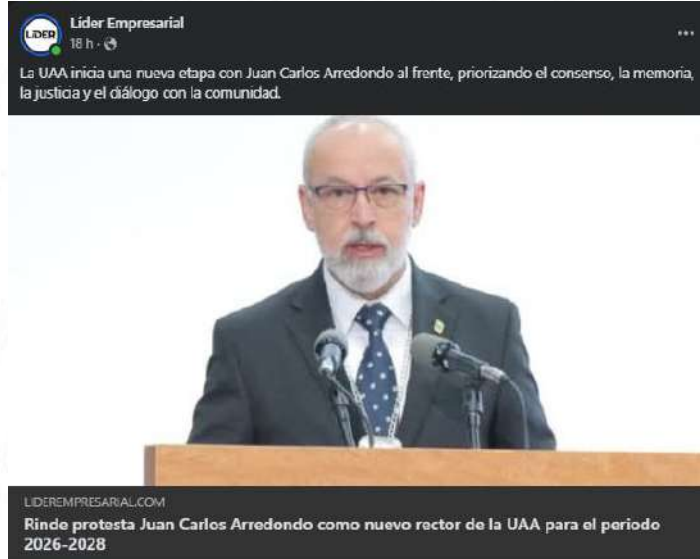 LÍDER
Líder Empresarial
18 h ·
La UAA inicia una nueva etapa con Juan Carlos Arredondo al frente, priorizando el consenso, la memoria,
la justicia y el diálogo con la comunidad.
LIDEREMPRESARIAL.COM
Rinde protesta Juan Carlos Arredondo como nuevo rector de la UAA para el periodo
2026-2028